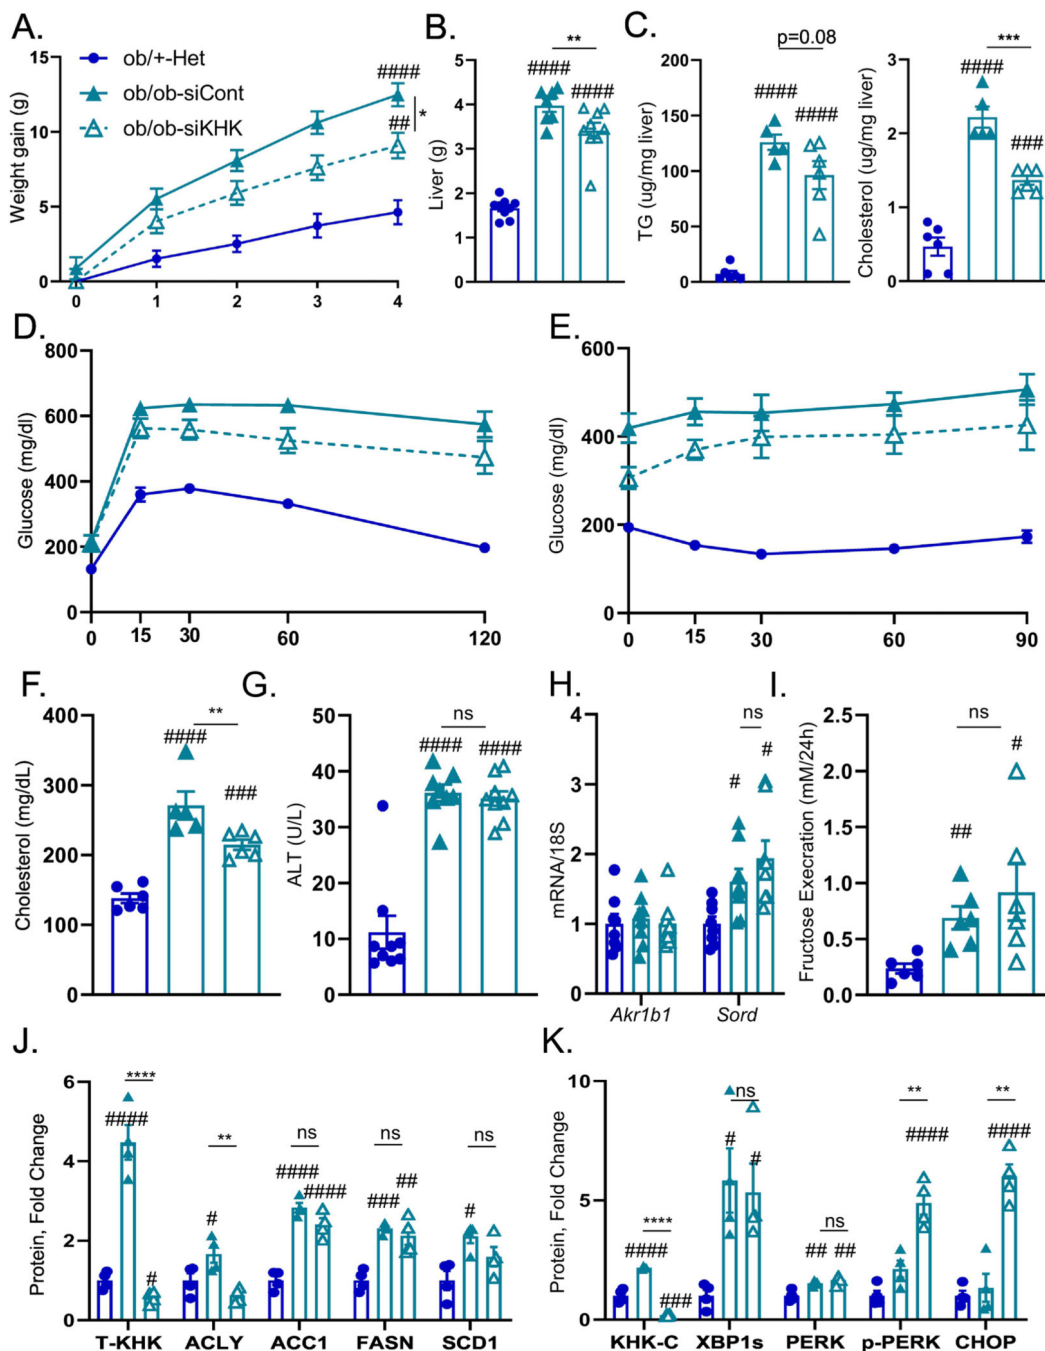 A.
ob/+-Het
ob/ob-siCont
ob/ob-siKHK
Weight gain (g)
15
10
5
0
0 1 2 3 4
####
##
*
B.
Liver (g)
5
4
3
2
1
0
**
####
####
C.
TG (ug/mg liver)
200
150
100
50
0
p=0.08
####
####
Cholesterol (ug/mg liver)
3
2
1
0
***
####
###
D.
Glucose (mg/dl)
800
600
400
200
0
0 15 30 60 120
E.
Glucose (mg/dl)
600
400
200
0
0 15 30 60 90
F.
Cholesterol (mg/dL)
400
300
200
100
0
**
####
###
G.
ALT (U/L)
50
40
30
20
10
0
ns
####
####
H.
mRNA/18S
4
3
2
1
0
ns
#
#
Akr1b1 Sord
I.
Fructose Execration (mM/24h)
2.5
2.0
1.5
1.0
0.5
0.0
ns
##
#
J.
Protein, Fold Change
6
4
2
0
****
####
#
**
#
ns
####
####
ns
###
##
ns
#
T-KHK ACLY ACC1 FASN SCD1
K.
Protein, Fold Change
10
5
0
****
####
###
ns
#
#
ns
## ##
**
####
**
####
KHK-C XBP1s PERK p-PERK CHOP